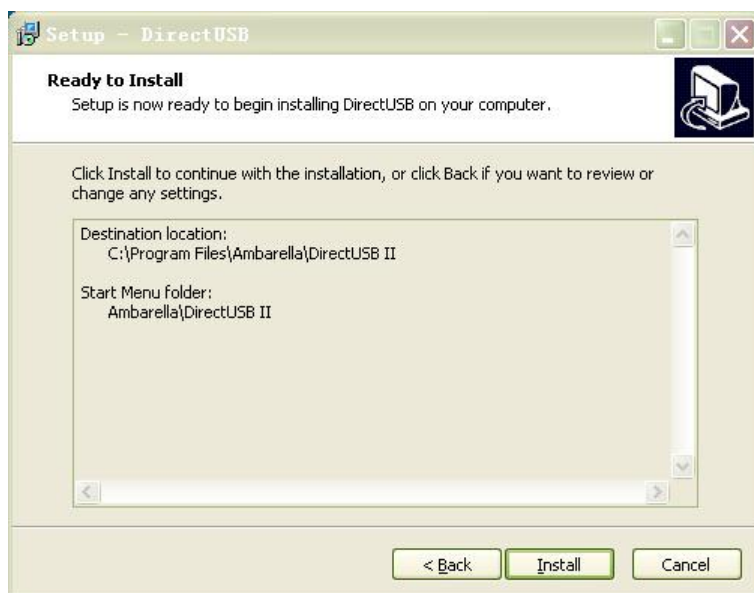 Setup - DirectUSB
Ready to Install
Setup is now ready to begin installing DirectUSB on your computer.
Click Install to continue with the installation, or click Back if you want to review or
change any settings.
Destination location:
C:\Program Files\Ambarella\DirectUSB II
Start Menu folder:
Ambarella\DirectUSB II
< Back
Install
Cancel